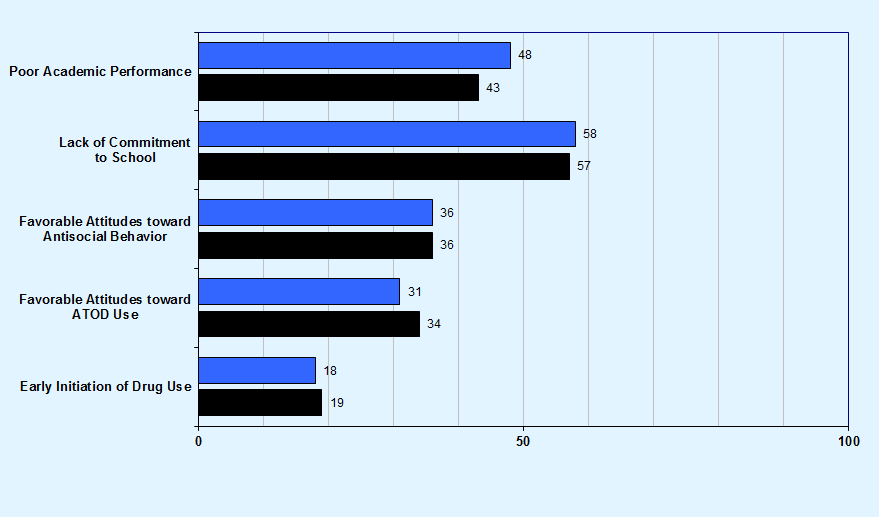 Poor Academic Performance
48
43
Lack of Commitment
to School
58
57
Favorable Attitudes toward
Antisocial Behavior
36
36
Favorable Attitudes toward
ATOD Use
31
34
Early Initiation of Drug Use
18
19
0 50 100